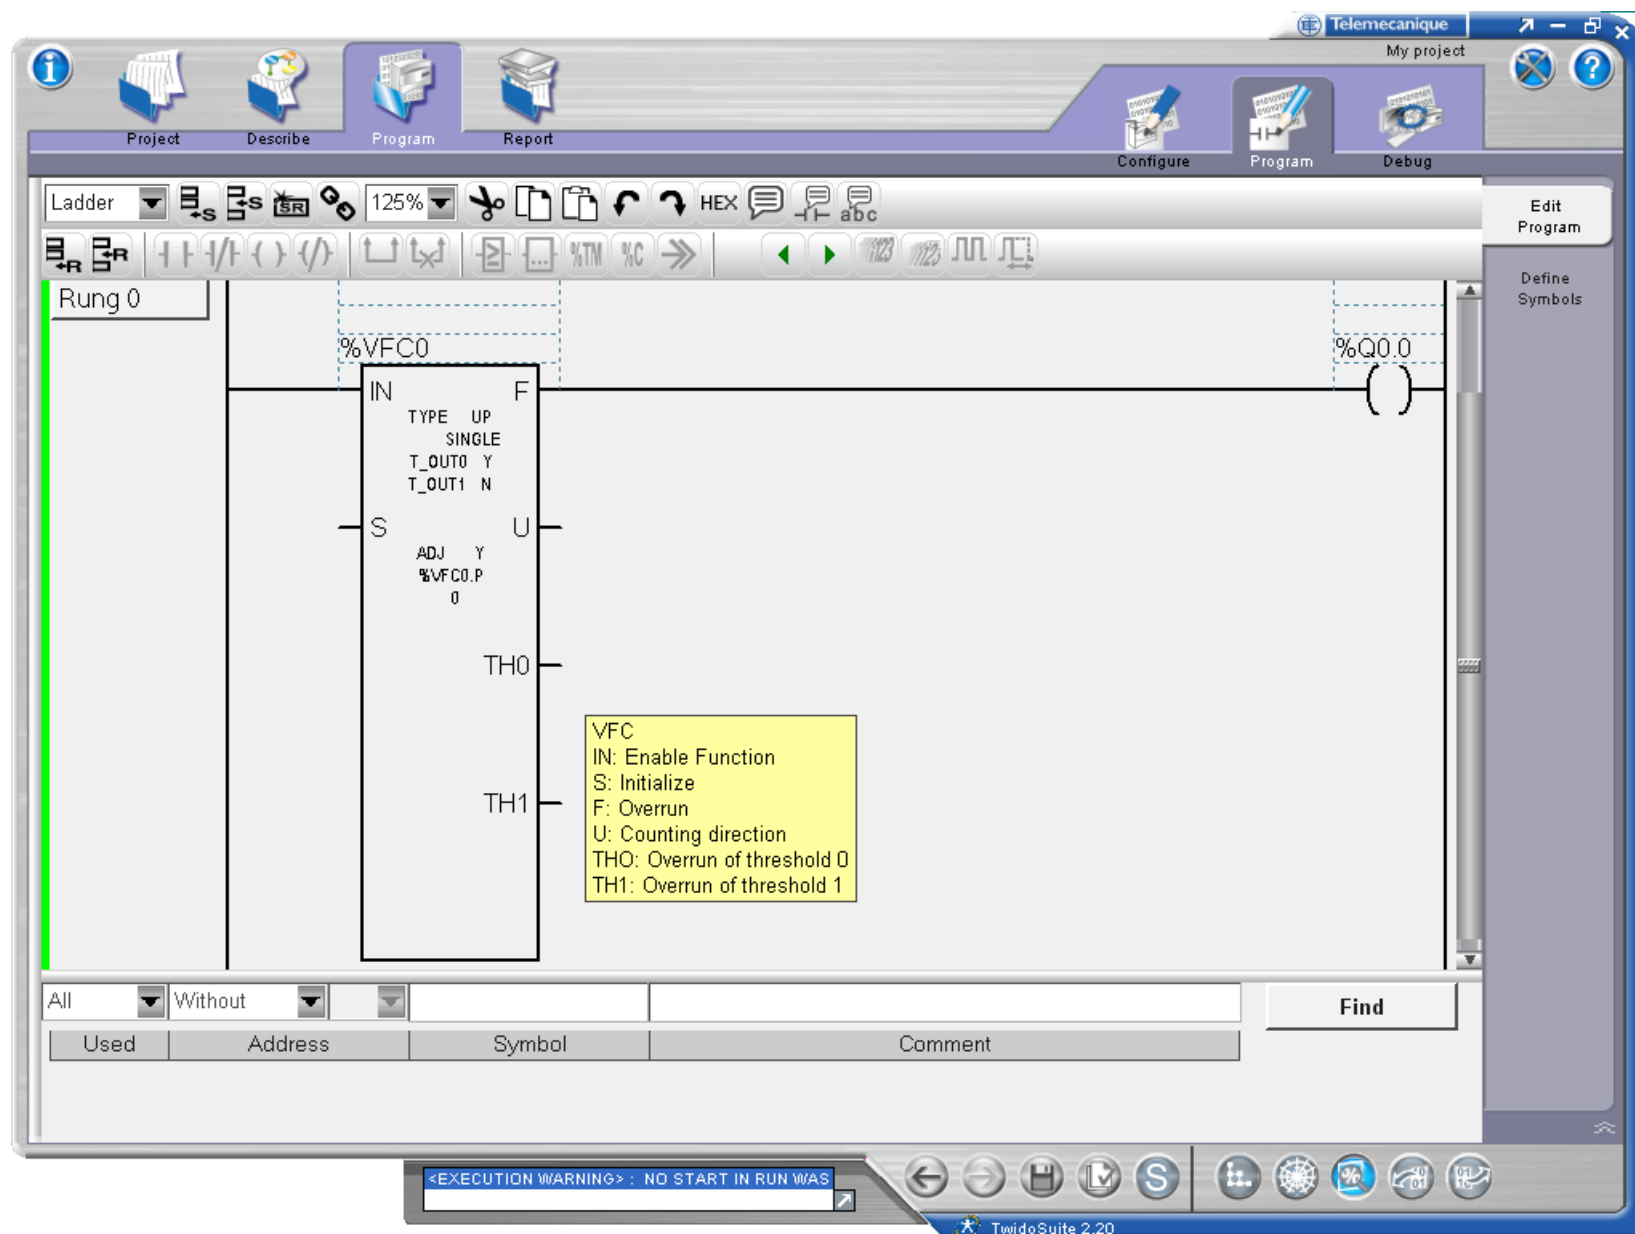 Telemecanique
My project
Project
Describe
Program
Report
Configure
Program
Debug
Ladder
125%
HEX
abc
Edit
Program
%TM
%C
Define
Symbols
Rung 0
%VFC0
%Q0.0
IN
F
TYPE UP
SINGLE
T_OUT0 Y
T_OUT1 N
S
U
ADJ Y
%VFC0.P
0
TH0
TH1
VFC
IN: Enable Function
S: Initialize
F: Overrun
U: Counting direction
THO: Overrun of threshold 0
TH1: Overrun of threshold 1
All
Without
Find
Used
Address
Symbol
Comment
<EXECUTION WARNING> : NO START IN RUN WAS
TwidoSuite 2.20